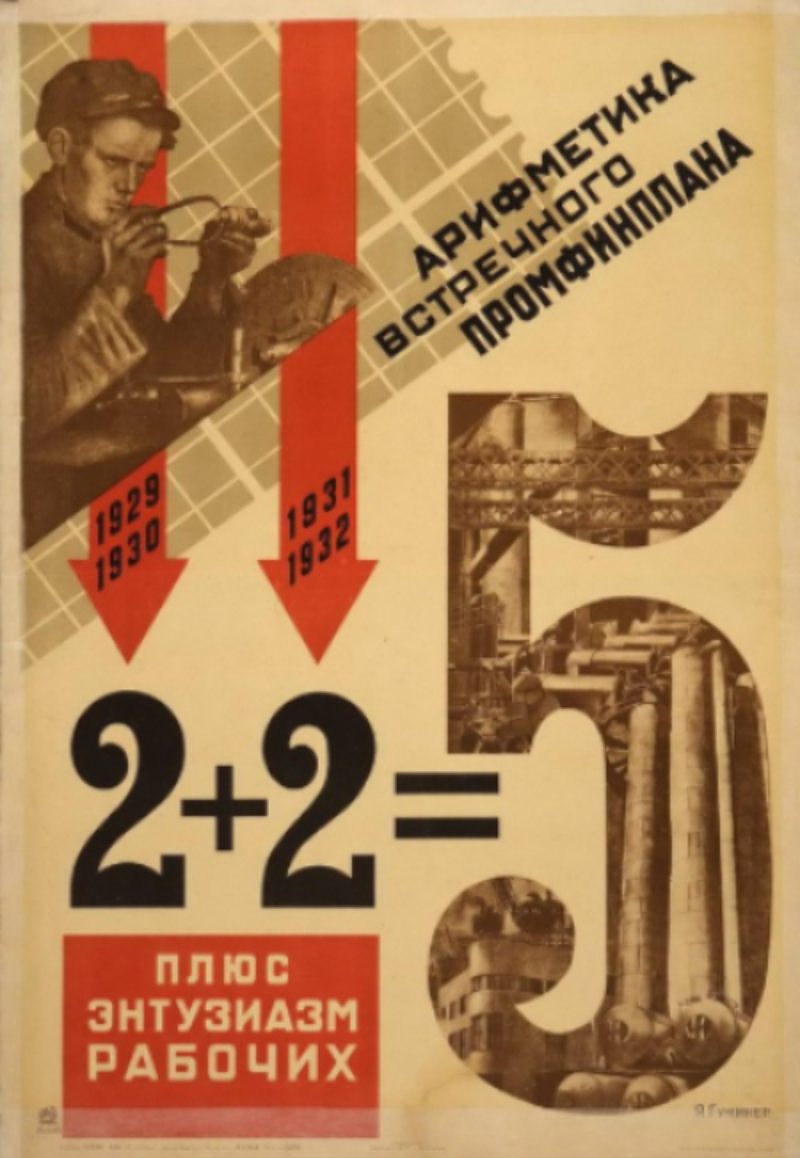 АРИФМЕТИКА
ВСТРЕЧНОГО
ПРОМФИНПЛАНА
1929
1930
1931
1932
2+2=5
ПЛЮС
ЭНТУЗИАЗМ
РАБОЧИХ
Я. Гуминер